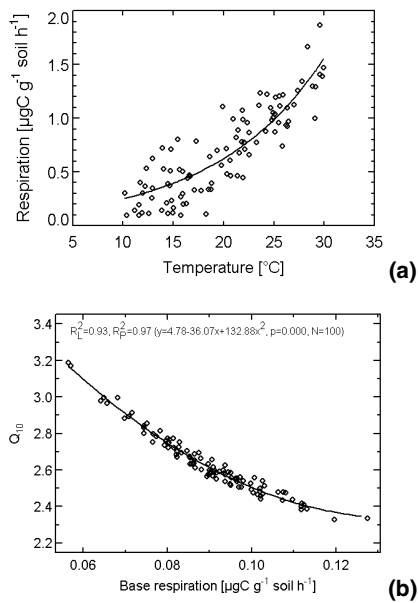 2.0
1.5
1.0
0.5
0.0
Respiration [µgC g⁻¹ soil h⁻¹]
5 10 15 20 25 30 35
Temperature [°C]
(a)
R²L=0.93, R²P=0.97 (y=4.78-36.07x+132.88x², p=0.000, N=100)
3.4
3.2
3.0
2.8
2.6
2.4
2.2
Q₁₀
0.06 0.08 0.10 0.12
Base respiration [µgC g⁻¹ soil h⁻¹]
(b)